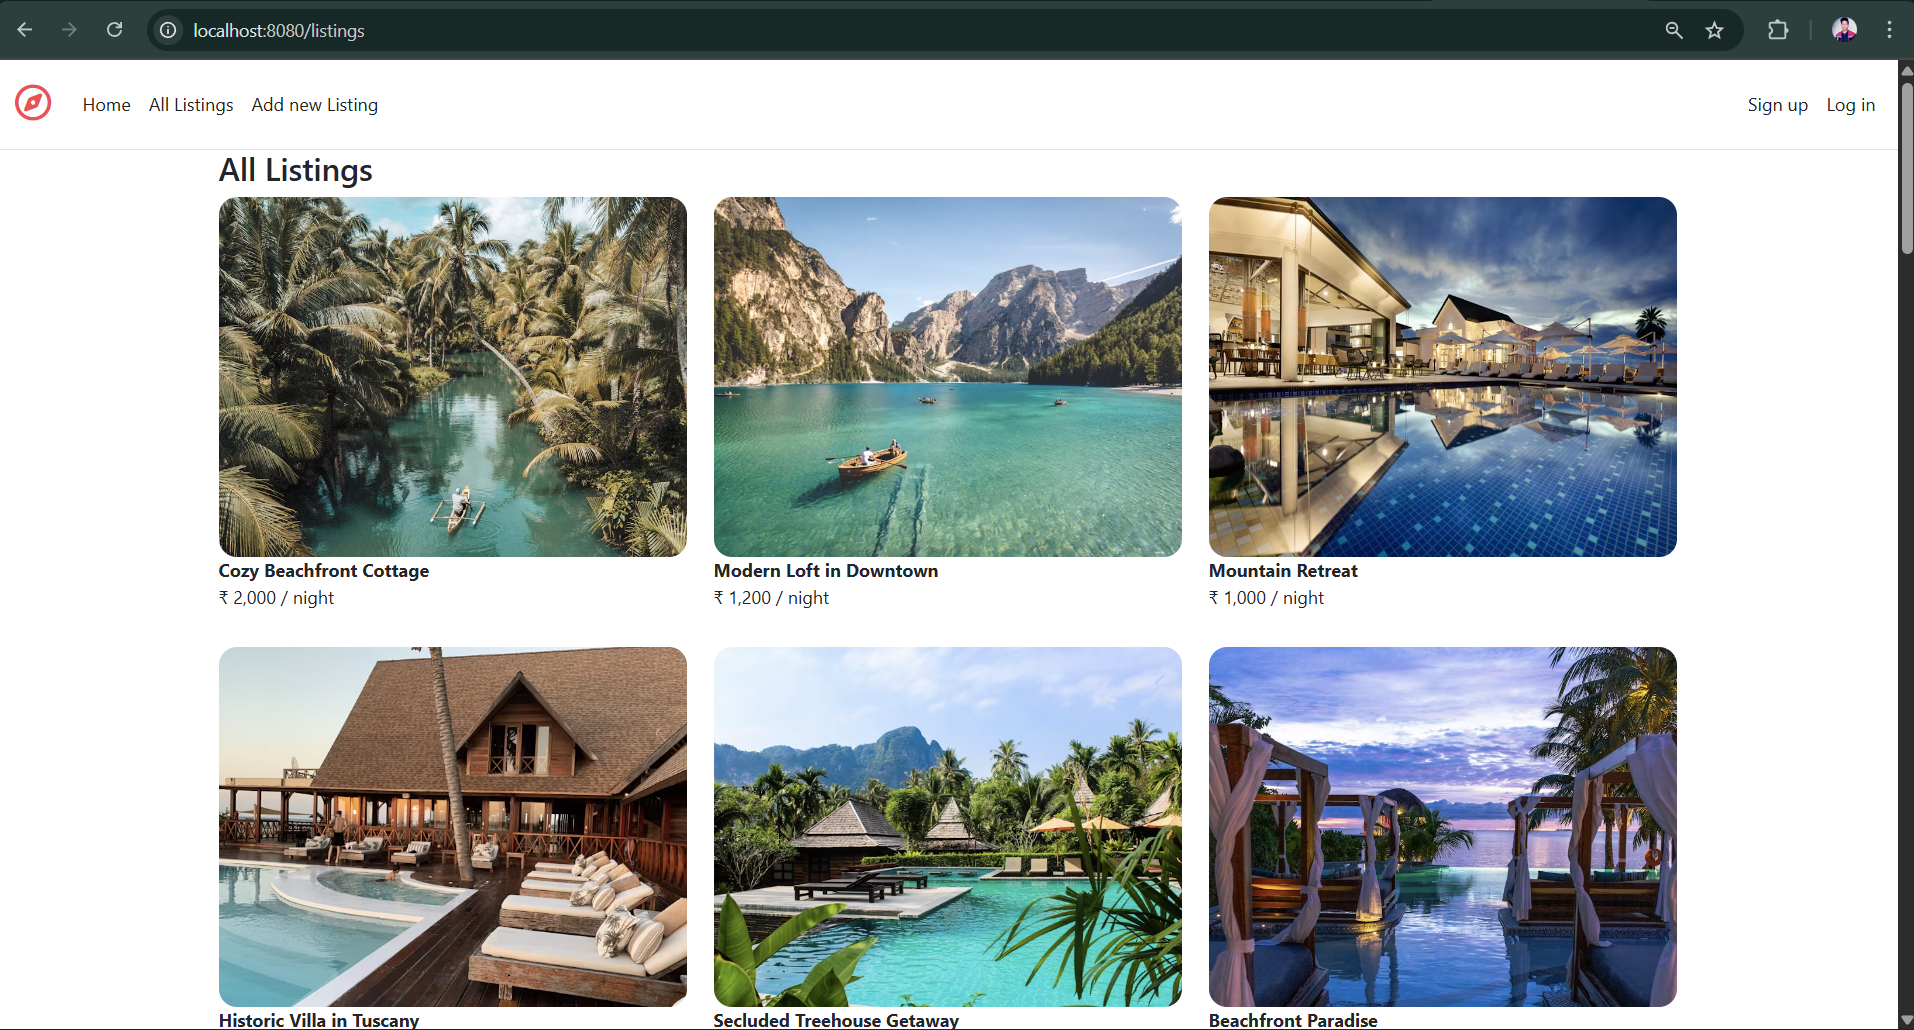 localhost:8080/listings
Home All Listings Add new Listing Sign up Log in
All Listings
Cozy Beachfront Cottage
₹ 2,000 / night
Modern Loft in Downtown
₹ 1,200 / night
Mountain Retreat
₹ 1,000 / night
Historic Villa in Tuscany
Secluded Treehouse Getaway
Beachfront Paradise